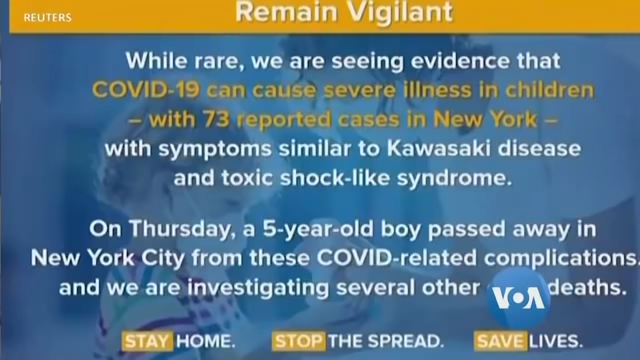 REUTERS
Remain Vigilant
While rare, we are seeing evidence that
COVID-19 can cause severe illness in children
– with 73 reported cases in New York –
with symptoms similar to Kawasaki disease
and toxic shock-like syndrome.
On Thursday, a 5-year-old boy passed away in
New York City from these COVID-related complications.
and we are investigating several other deaths.
VOA
STAY HOME. STOP THE SPREAD. SAVE LIVES.